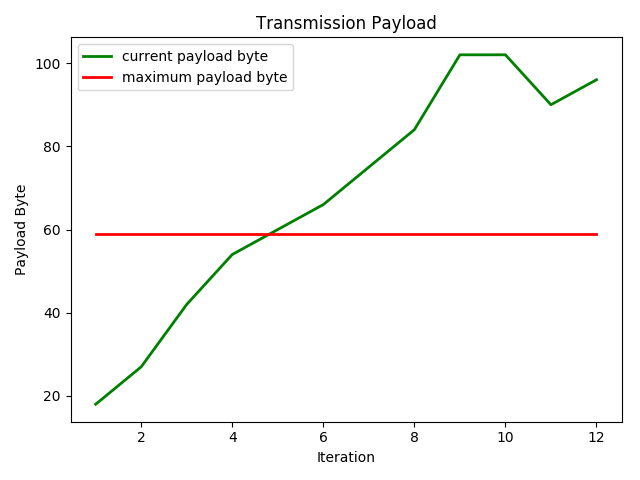 Transmission Payload
current payload byte
maximum payload byte
100
80
60
40
20
Payload Byte
2 4 6 8 10 12
Iteration